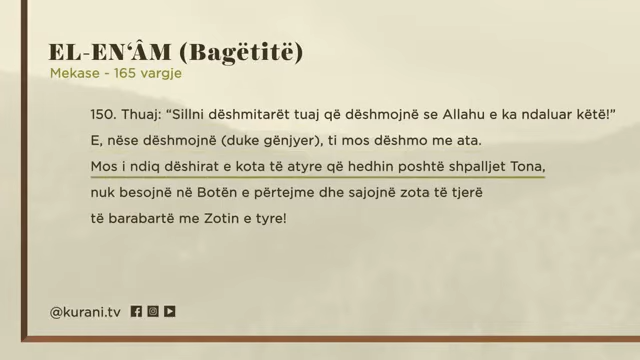 EL-EN‘ÂM (Bagëtitë)
Mekase - 165 vargje
150. Thuaj: “Sillni dëshmitarët tuaj që dëshmojnë se Allahu e ka ndaluar këtë!”
E, nëse dëshmojnë (duke gënjyer), ti mos dëshmo me ata.
Mos i ndiq dëshirat e kota të atyre që hedhin poshtë shpalljet Tona,
nuk besojnë në Botën e përtejme dhe sajojnë zota të tjerë
të barabartë me Zotin e tyre!
@kurani.tv